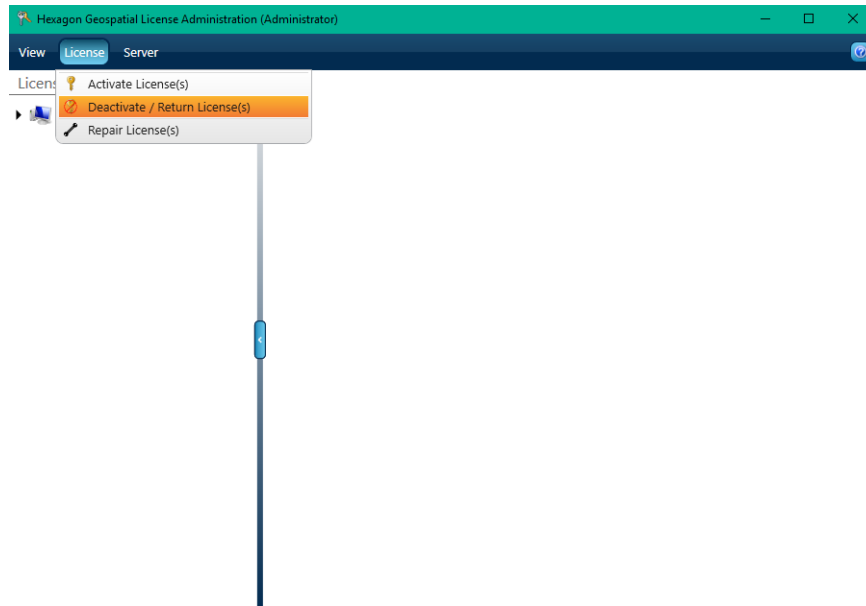 Hexagon Geospatial License Administration (Administrator)
View License Server
Activate License(s)
Deactivate / Return License(s)
Repair License(s)